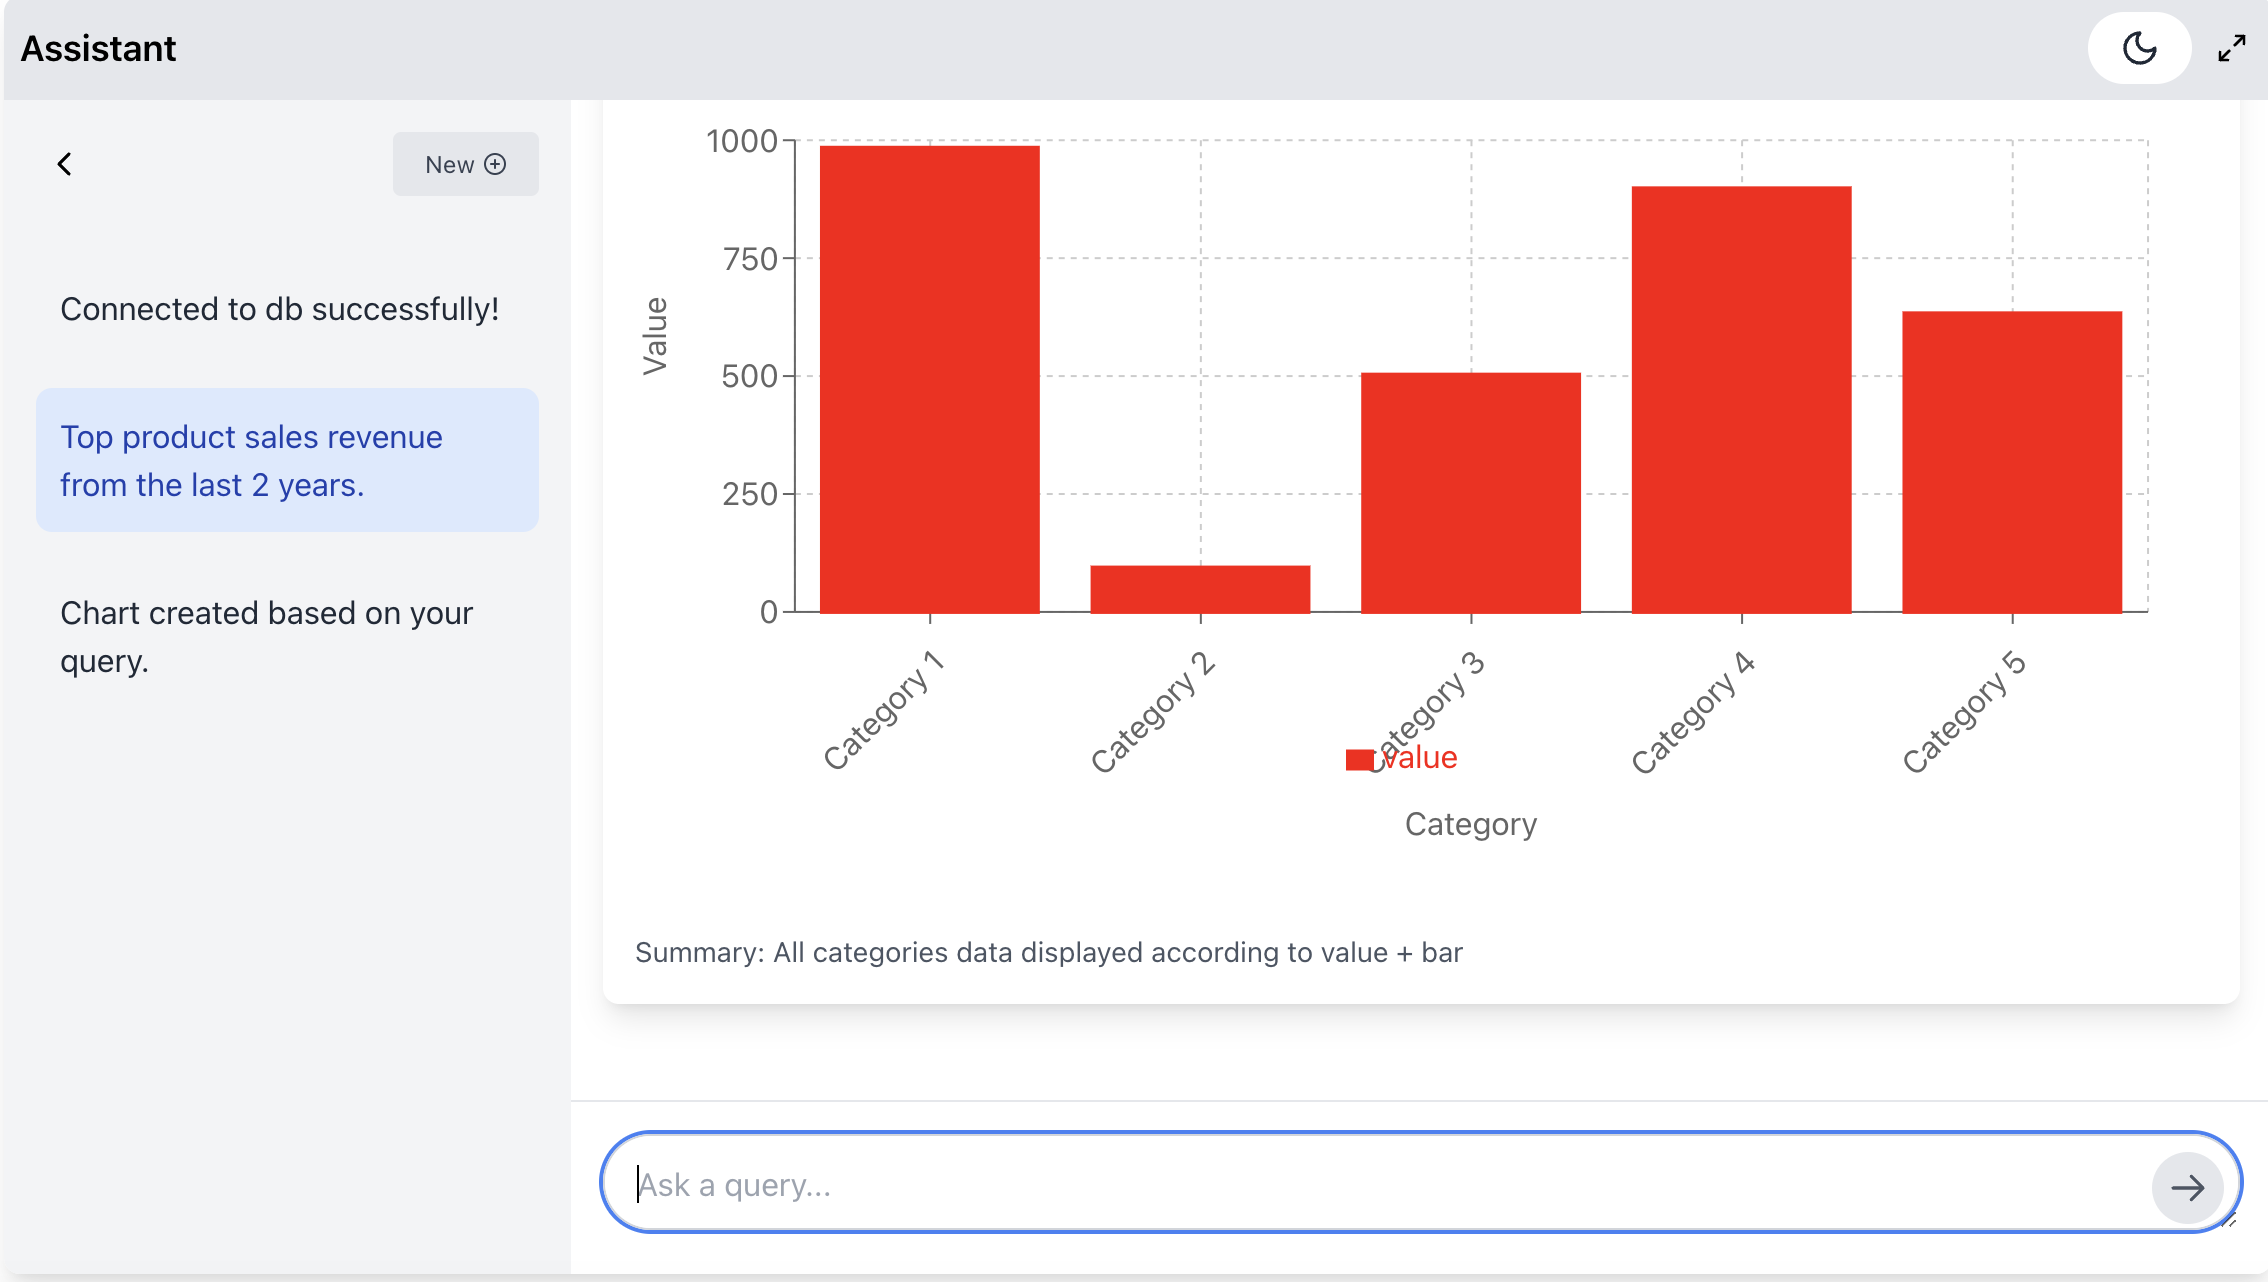 Assistant
New
Connected to db successfully!
Top product sales revenue
from the last 2 years.
Chart created based on your
query.
1000
750
500
250
0
Value
Category 1
Category 2
Category 3
Category 4
Category 5
value
Category
Summary: All categories data displayed according to value + bar
Ask a query...